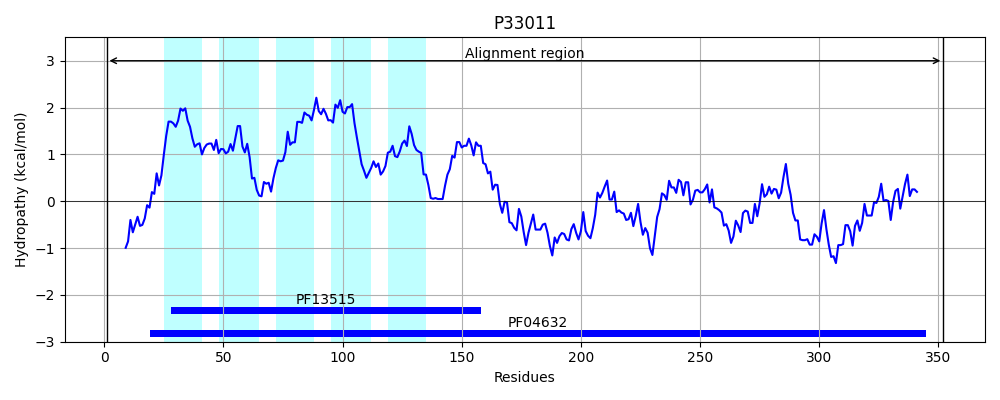 P33011
Alignment region
3
2
1
0
−1
−2
−3
Hydropathy (kcal/mol)
PF13515
PF04632
0 50 100 150 200 250 300 350
Residues